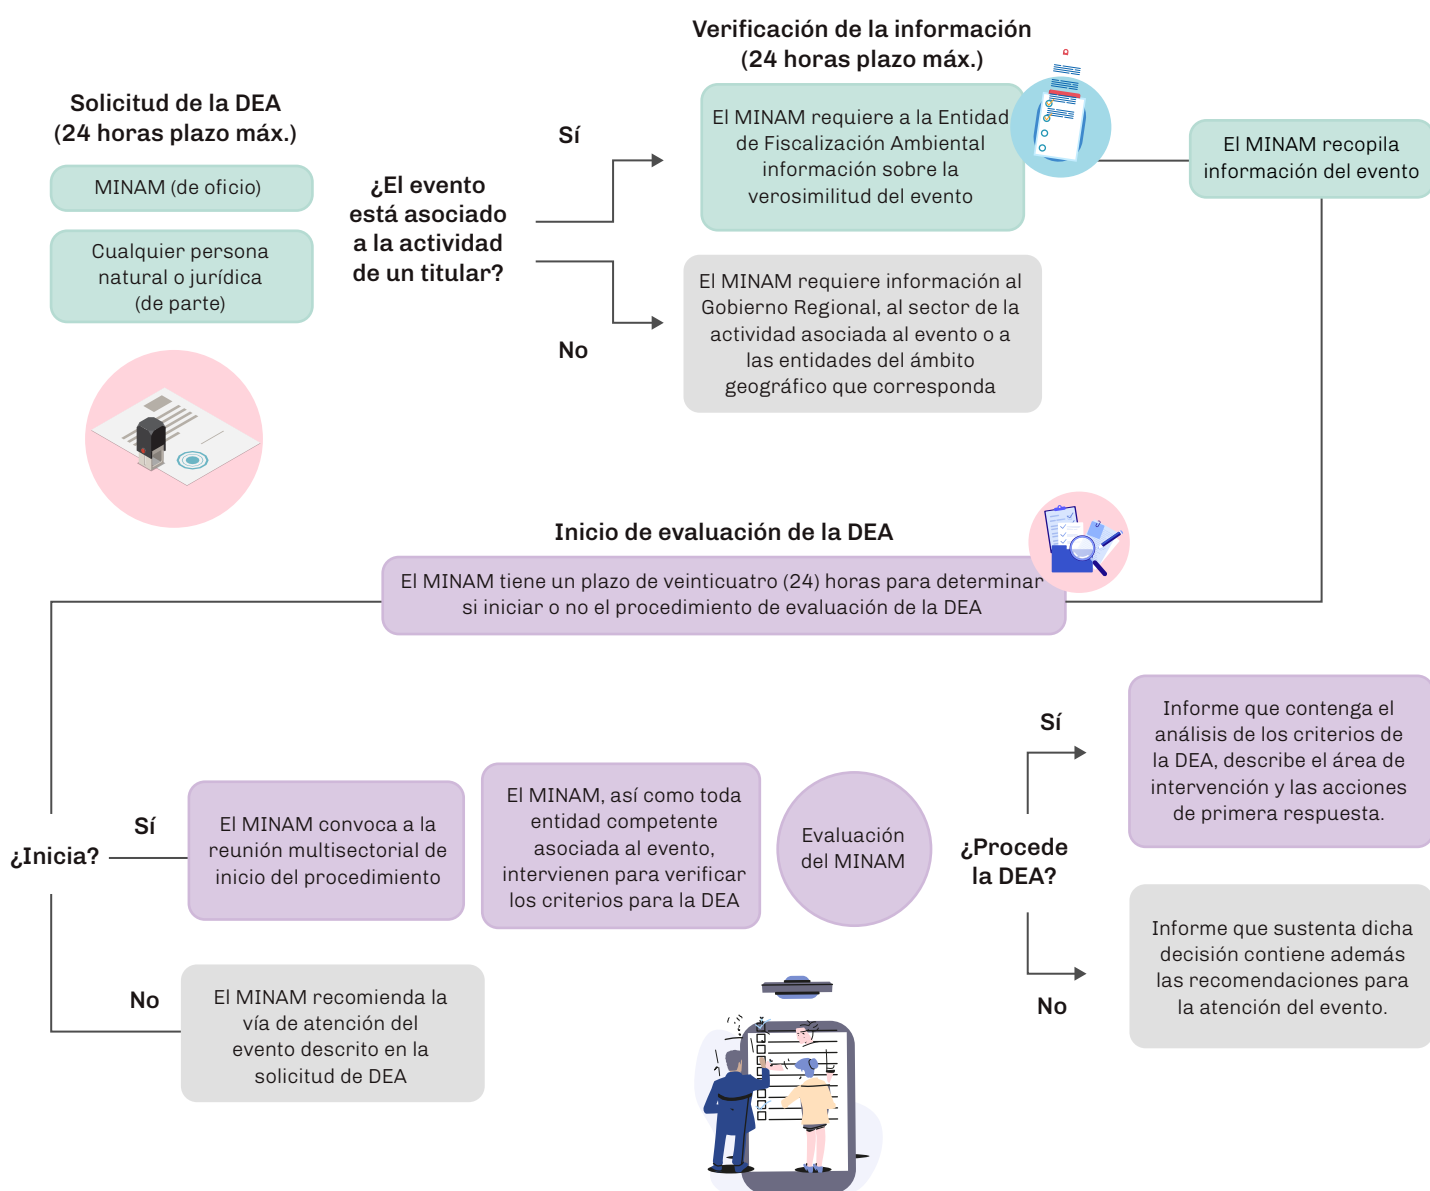 Solicitud de la DEA
(24 horas plazo máx.)
MINAM (de oficio)
Cualquier persona
natural o jurídica
(de parte)
¿El evento
está asociado
a la actividad
de un titular?
Sí
No
Verificación de la información
(24 horas plazo máx.)
El MINAM requiere a la Entidad
de Fiscalización Ambiental
información sobre la
verosimilitud del evento
El MINAM requiere información al
Gobierno Regional, al sector de la
actividad asociada al evento o a
las entidades del ámbito
geográfico que corresponda
El MINAM recopila
información del evento
Inicio de evaluación de la DEA
El MINAM tiene un plazo de veinticuatro (24) horas para determinar
si iniciar o no el procedimiento de evaluación de la DEA
¿Inicia?
Sí
El MINAM convoca a la
reunión multisectorial de
inicio del procedimiento
No
El MINAM recomienda la
vía de atención del
evento descrito en la
solicitud de DEA
El MINAM, así como toda
entidad competente
asociada al evento,
intervienen para verificar
los criterios para la DEA
Evaluación
del MINAM
¿Procede
la DEA?
Sí
Informe que contenga el
análisis de los criterios de
la DEA, describe el área de
intervención y las acciones
de primera respuesta.
No
Informe que sustenta dicha
decisión contiene además
las recomendaciones para
la atención del evento.